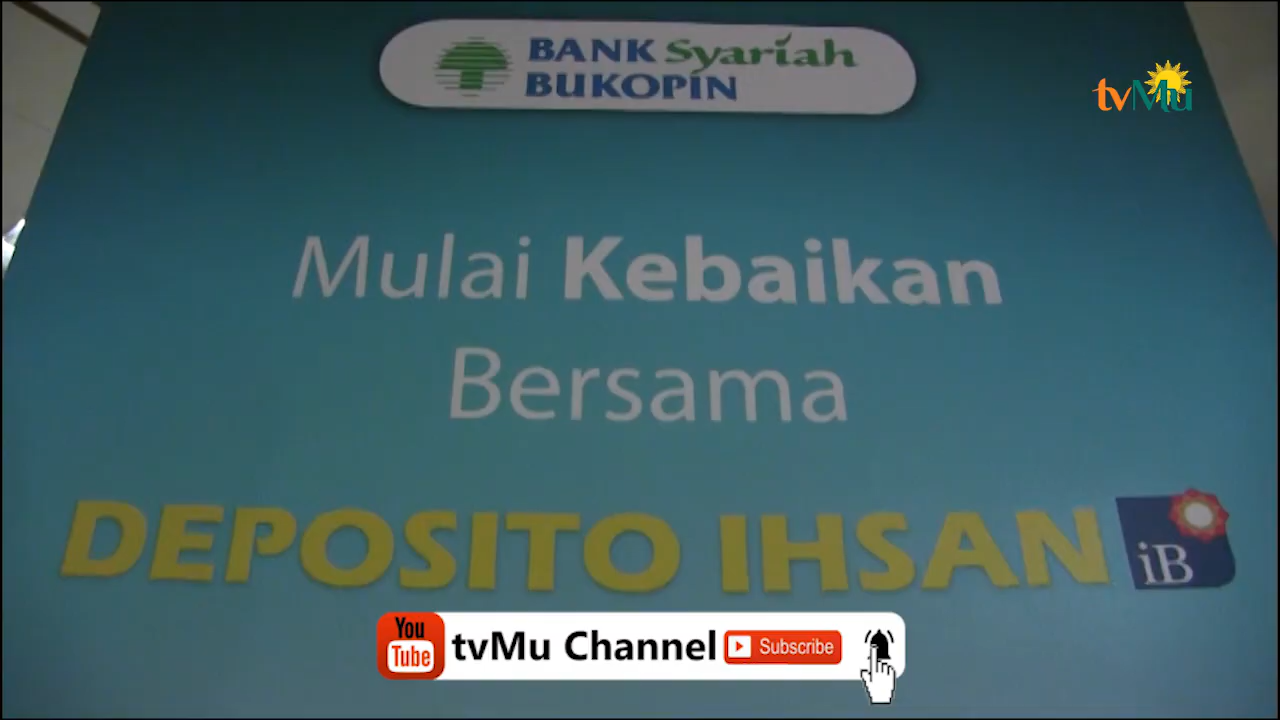 BANK Syariah
BUKOPIN
tvMu
Mulai Kebaikan
Bersama
DEPOSITO IHSAN
iB
You
Tube
tvMu Channel
Subscribe